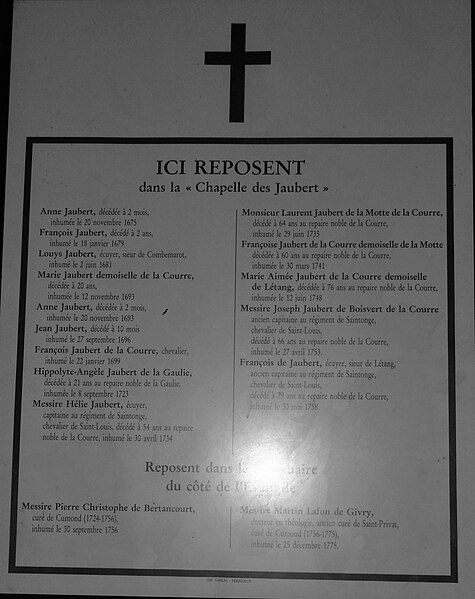 ICI REPOSENT
dans la « Chapelle des Jaubert »
Anne Jaubert, décédée à 2 mois,
inhumée le 20 novembre 1675
François Jaubert, décédé à 2 ans,
inhumé le 18 janvier 1679
Louys Jaubert, écuyer, sieur de Combemarot,
inhumé le 2 juin 1681
Marie Jaubert demoiselle de la Courre,
décédée à 20 ans,
inhumée le 12 novembre 1693
Anne Jaubert, décédée à 2 mois,
inhumée le 20 novembre 1693
Jean Jaubert, décédé à 10 mois
inhumé le 27 septembre 1696
François Jaubert de la Courre, chevalier,
inhumé le 22 janvier 1699
Hippolyte-Angèle Jaubert de la Gaulie,
décédée à 21 ans au repaire noble de la Gaulie,
inhumée le 8 septembre 1723
Messire Hélie Jaubert, écuyer,
capitaine au régiment de Saintonge,
chevalier de Saint-Louis, décédé à 54 ans au repaire
noble de la Courre, inhumé le 30 avril 1734
Monsieur Laurent Jaubert de la Motte de la Courre,
décédé à 64 ans au repaire noble de la Courre,
inhumé le 29 juin 1735
Françoise Jaubert de la Courre demoiselle de la Motte
décédée à 60 ans au repaire noble de la Courre,
inhumée le 30 mars 1741
Marie Aimée Jaubert de la Courre demoiselle
de Létang, décédée à 76 ans au repaire noble de la Courre,
inhumée le 12 juin 1748
Messire Joseph Jaubert de Boisvert de la Courre
ancien capitaine au régiment de Saintonge,
chevalier de Saint-Louis,
décédé à 66 ans au repaire noble de la Courre,
inhumé le 27 avril 1753.
François de Jaubert, écuyer, sieur de Létang,
ancien capitaine au régiment de Saintonge,
chevalier de Saint-Louis,
décédé à 79 ans au repaire noble de la Courre,
inhumé le 30 mai 1758
Reposent dans
du côté de
Messire Pierre Christophe de Bertancourt,
curé de Cumond (1724-1756),
inhumé le 30 septembre 1756
Messire Martin Lafon de Givry,
docteur en théologie, ancien curé de Saint-Privat,
curé de Cumond (1756-1775),
inhumé le 25 décembre 1775.